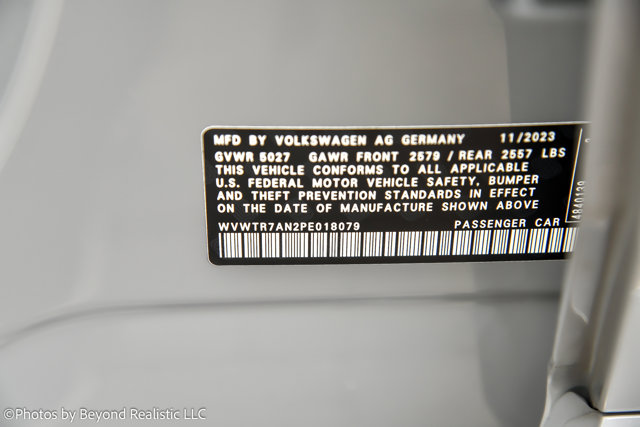 MFD BY VOLKSWAGEN AG GERMANY 11/2023
GVWR 5027 GAWR FRONT 2579 / REAR 2557 LBS
THIS VEHICLE CONFORMS TO ALL APPLICABLE
U.S. FEDERAL MOTOR VEHICLE SAFETY, BUMPER
AND THEFT PREVENTION STANDARDS IN EFFECT
ON THE DATE OF MANUFACTURE SHOWN ABOVE
WVWTR7AN2PE018079 PASSENGER CAR
4840139
©Photos by Beyond Realistic LLC